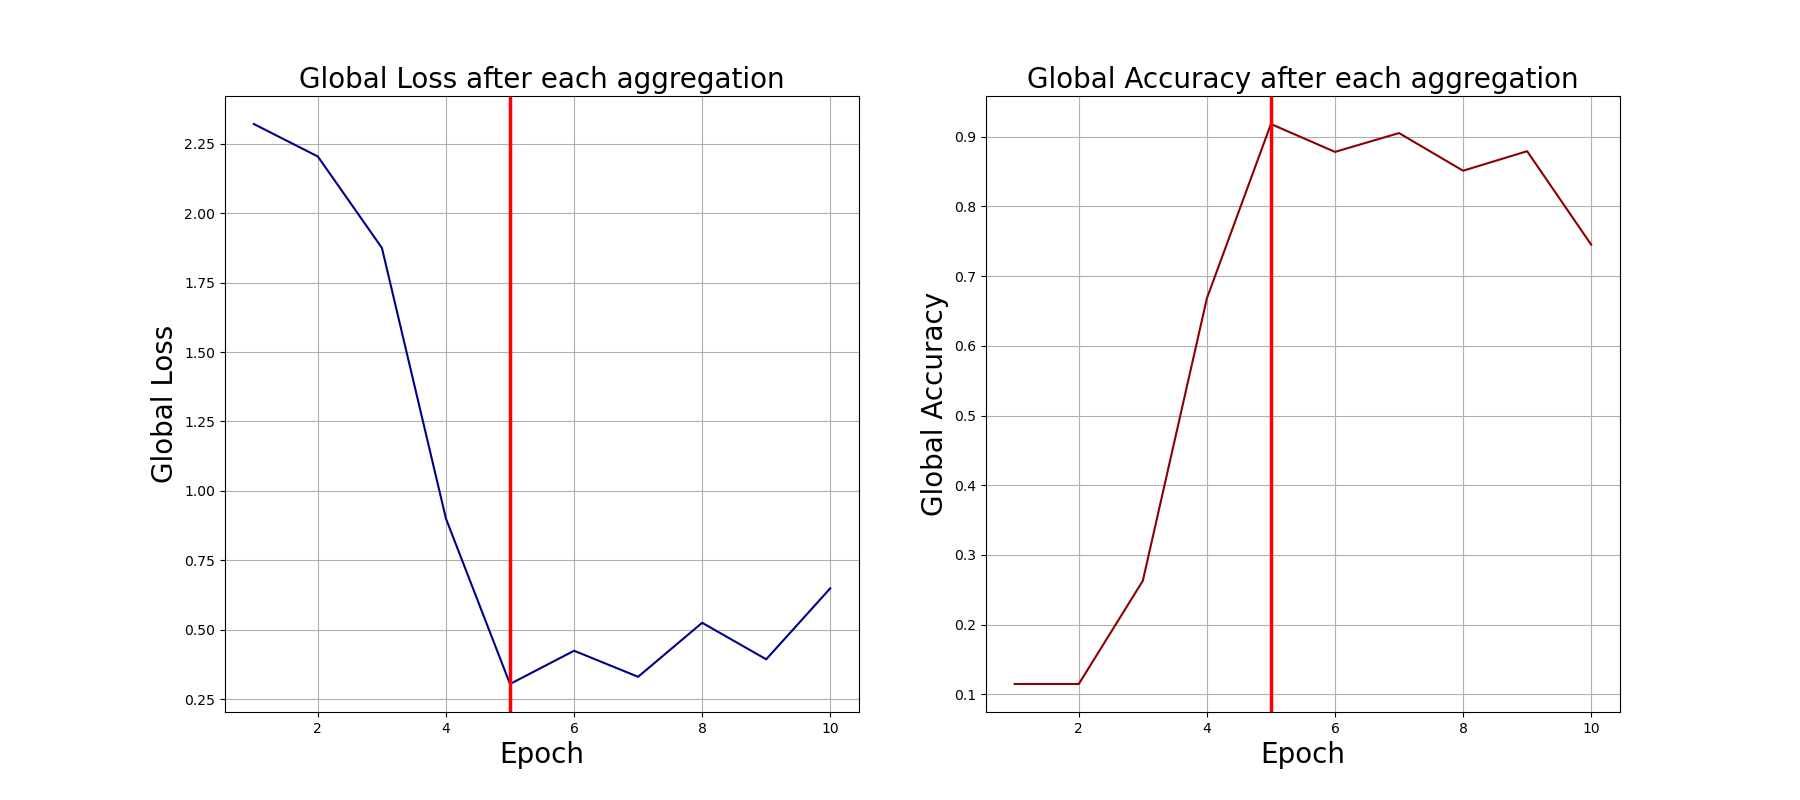 Global Loss after each aggregation
Global Loss
2.25
2.00
1.75
1.50
1.25
1.00
0.75
0.50
0.25
2 4 6 8 10
Epoch
Global Accuracy after each aggregation
Global Accuracy
0.9
0.8
0.7
0.6
0.5
0.4
0.3
0.2
0.1
2 4 6 8 10
Epoch